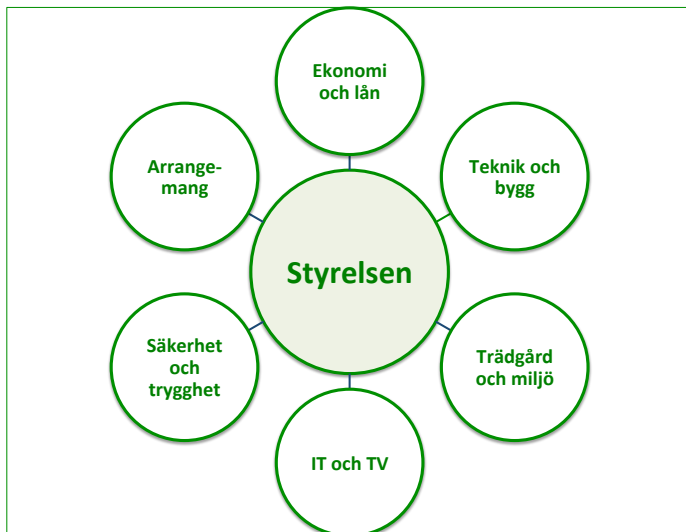 Ekonomi
och lån
Arrange-
mang
Teknik och
bygg
Styrelsen
Säkerhet
och
trygghet
Trädgård
och miljö
IT och TV